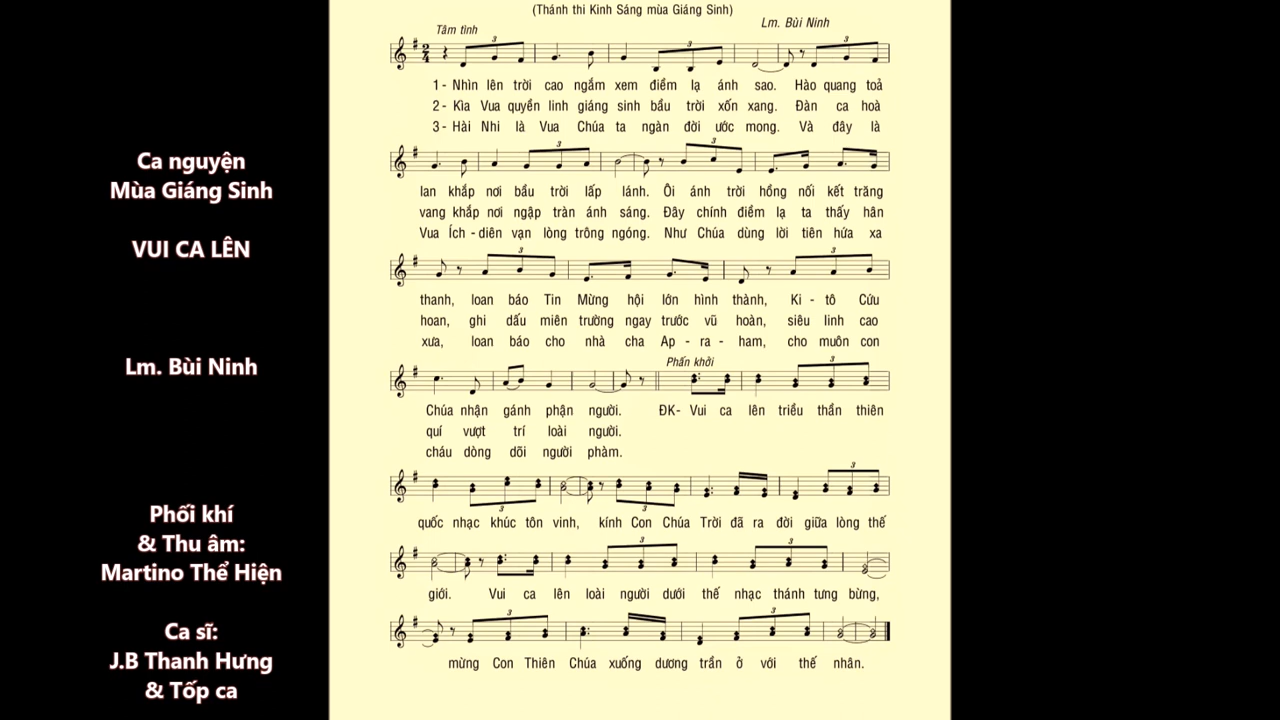 Ca nguyện
Mùa Giáng Sinh
VUI CA LÊN
Lm. Bùi Ninh
Phối khí
& Thu âm:
Martino Thể Hiện
Ca sĩ:
J.B Thanh Hưng
& Tốp ca
(Thánh thi Kinh Sáng mùa Giáng Sinh)
Lm. Bùi Ninh
Tâm tình
1 - Nhìn lên trời cao ngắm xem điềm lạ ánh sao. Hào quang toả
2 - Kìa Vua quyền linh giáng sinh bầu trời xốn xang. Đàn ca hoà
3 - Hài Nhi là Vua Chúa ta ngàn đời ước mong. Và đây là
lan khắp nơi bầu trời lấp lánh. Ôi ánh trời hồng nối kết trăng
vang khắp nơi ngập tràn ánh sáng. Đây chính điềm lạ ta thấy hân
Vua Ích - diên vạn lòng trông ngóng. Như Chúa dùng lời tiên hứa xa
thanh, loan báo Tin Mừng hội lớn hình thành, Ki - tô Cứu
hoan, ghi dấu miên trường ngay trước vũ hoàn, siêu linh cao
xưa, loan báo cho nhà cha Ap - ra - ham, cho muôn con
Phấn khởi
Chúa nhận gánh phận người. ĐK- Vui ca lên triều thần thiên
quí vượt trí loài người.
cháu dòng dõi người phàm.
quốc nhạc khúc tôn vinh, kính Con Chúa Trời đã ra đời giữa lòng thế
giới. Vui ca lên loài người dưới thế nhạc thánh tưng bừng,
mừng Con Thiên Chúa xuống dương trần ở với thế nhân.